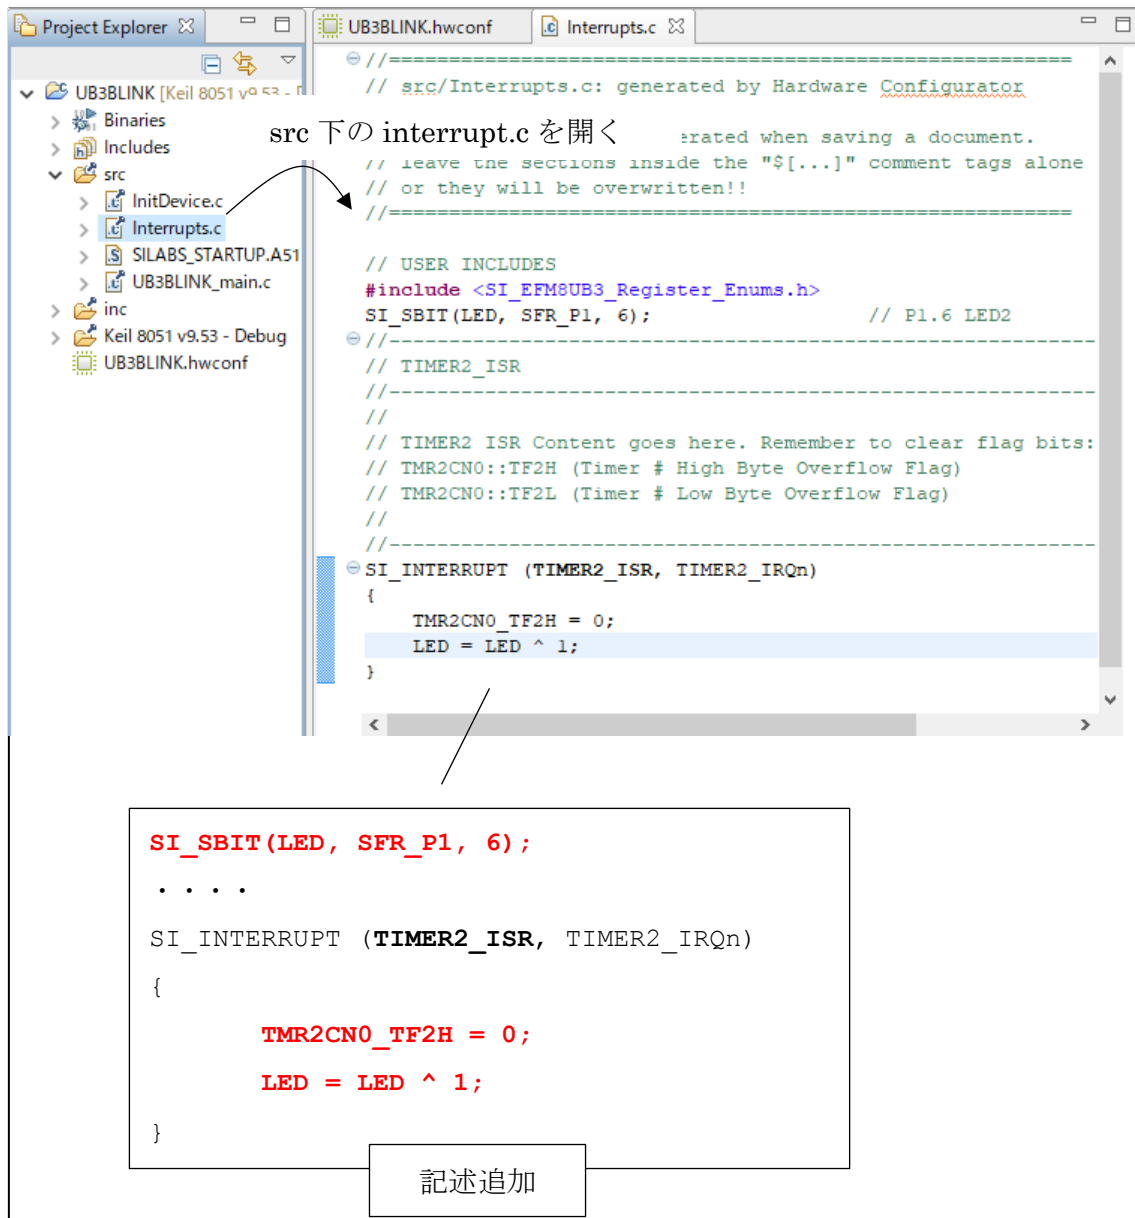 Project Explorer
UB3BLINK.hwconf
Interrupts.c
UB3BLINK [Keil 8051 v9.53 - 
Binaries
Includes
src
InitDevice.c
Interrupts.c
SILABS_STARTUP.A51
UB3BLINK_main.c
inc
Keil 8051 v9.53 - Debug
UB3BLINK.hwconf
src 下の interrupt.c を開く
//=========================================================
// src/Interrupts.c: generated by Hardware Configurator
erated when saving a document.
// leave the sections inside the "$[...]" comment tags alone
// or they will be overwritten!!
//=========================================================
// USER INCLUDES
#include <SI_EFM8UB3_Register_Enums.h>
SI_SBIT(LED, SFR_P1, 6); // P1.6 LED2
//-----------------------------------------------------------
// TIMER2_ISR
//-----------------------------------------------------------
//
// TIMER2 ISR Content goes here. Remember to clear flag bits:
// TMR2CN0::TF2H (Timer # High Byte Overflow Flag)
// TMR2CN0::TF2L (Timer # Low Byte Overflow Flag)
//
//-----------------------------------------------------------
SI_INTERRUPT (TIMER2_ISR, TIMER2_IRQn)
{
TMR2CN0_TF2H = 0;
LED = LED ^ 1;
}
SI_SBIT(LED, SFR_P1, 6);
・・・・
SI_INTERRUPT (TIMER2_ISR, TIMER2_IRQn)
{
TMR2CN0_TF2H = 0;
LED = LED ^ 1;
}
記述追加